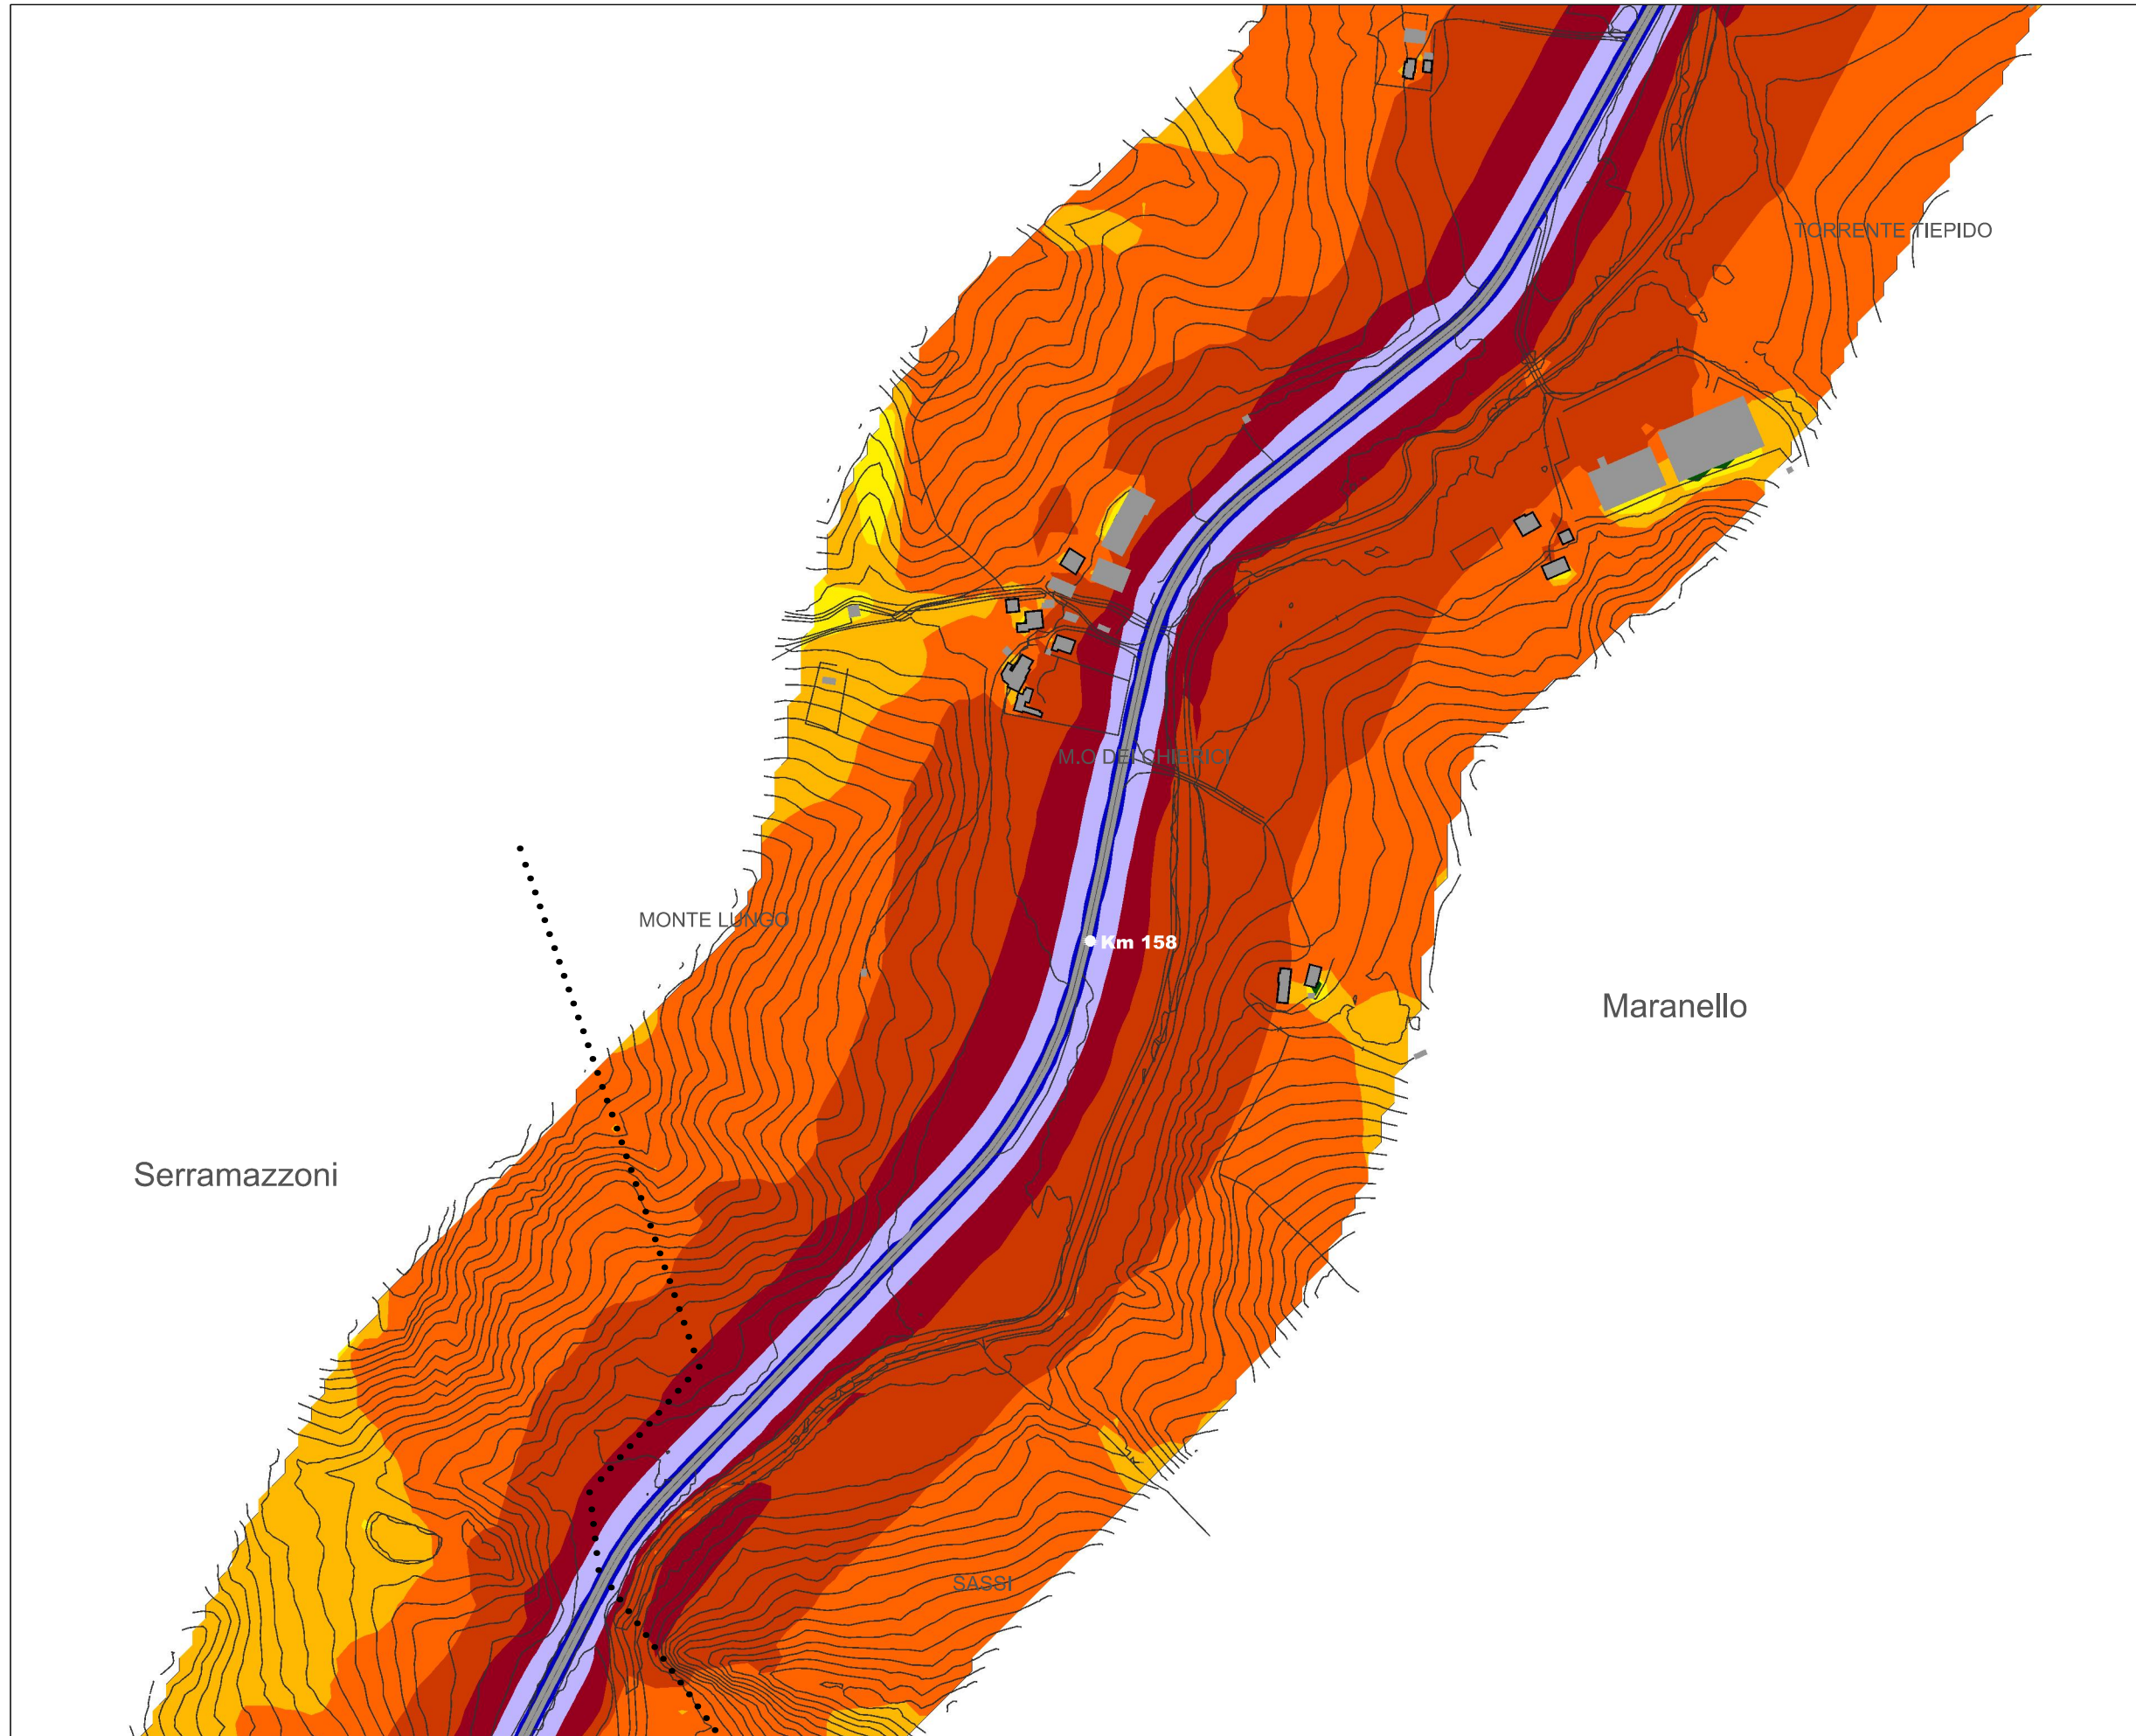 TORRENTE TIEPIDO
M.O DEI CHIERICI
MONTE LUNGO
Km 158
Maranello
Serramazzoni
SASSI